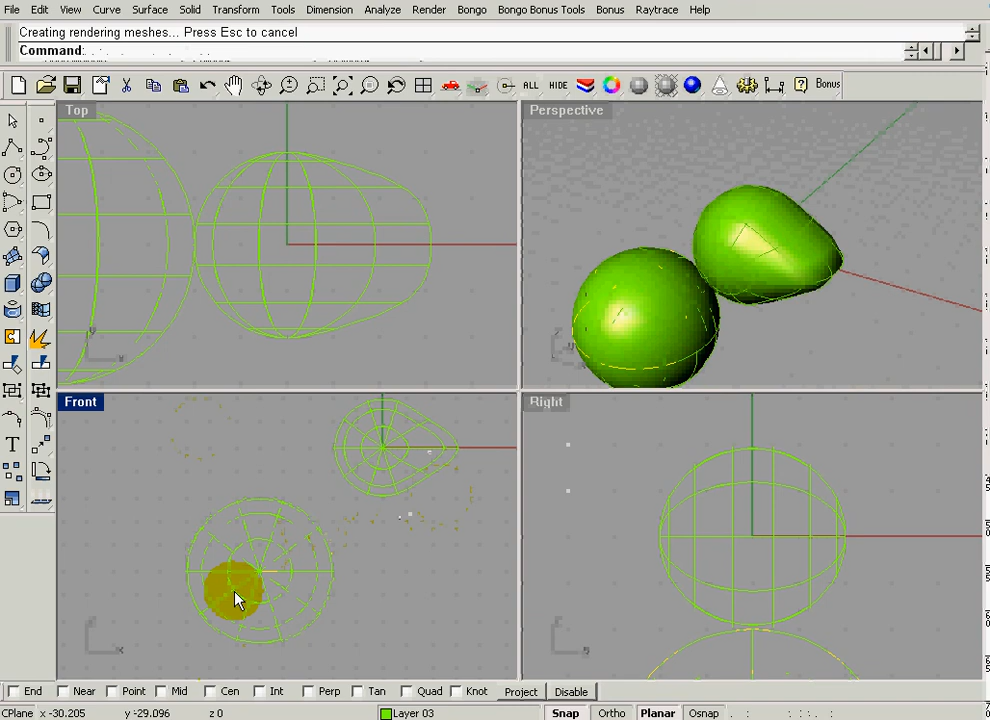 File Edit View Curve Surface Solid Transform Tools Dimension Analyze Render Bongo Bongo Bonus Tools Bonus Raytrace Help
Creating rendering meshes... Press Esc to cancel
Command:
ALL HIDE Bonus
Top
Perspective
Front
Right
T
End Near Point Mid Cen Int Perp Tan Quad Knot Project Disable
CPlane x -30.205 y -29.096 z 0 Layer 03 Snap Ortho Planar Osnap